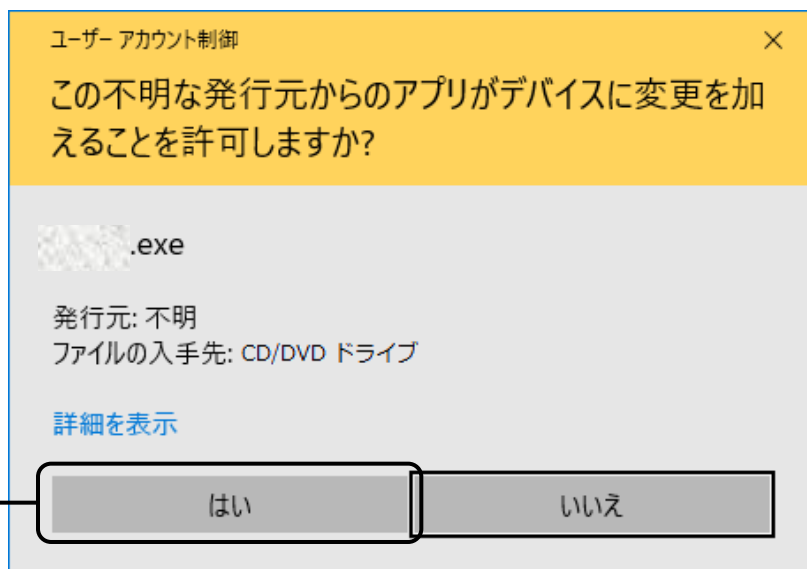 ユーザー アカウント制御
この不明な発行元からのアプリがデバイスに変更を加
えることを許可しますか?
.exe
発行元: 不明
ファイルの入手先: CD/DVD ドライブ
詳細を表示
はい
いいえ